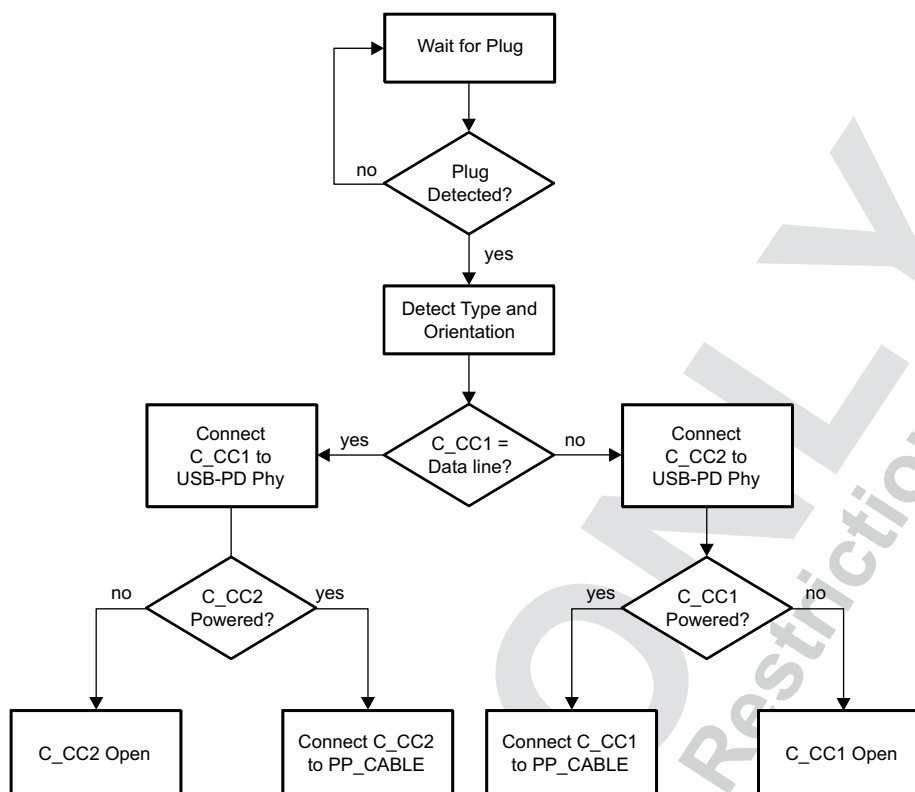 Wait for Plug
no
Plug
Detected?
yes
Detect Type and
Orientation
Connect
C_CC1 to
USB-PD Phy
yes
C_CC1 =
Data line?
no
Connect
C_CC2 to
USB-PD Phy
no
C_CC2
Powered?
yes
yes
C_CC1
Powered?
no
C_CC2 Open
Connect C_CC2
to PP_CABLE
Connect C_CC1
to PP_CABLE
C_CC1 Open
ONLY
Restriction